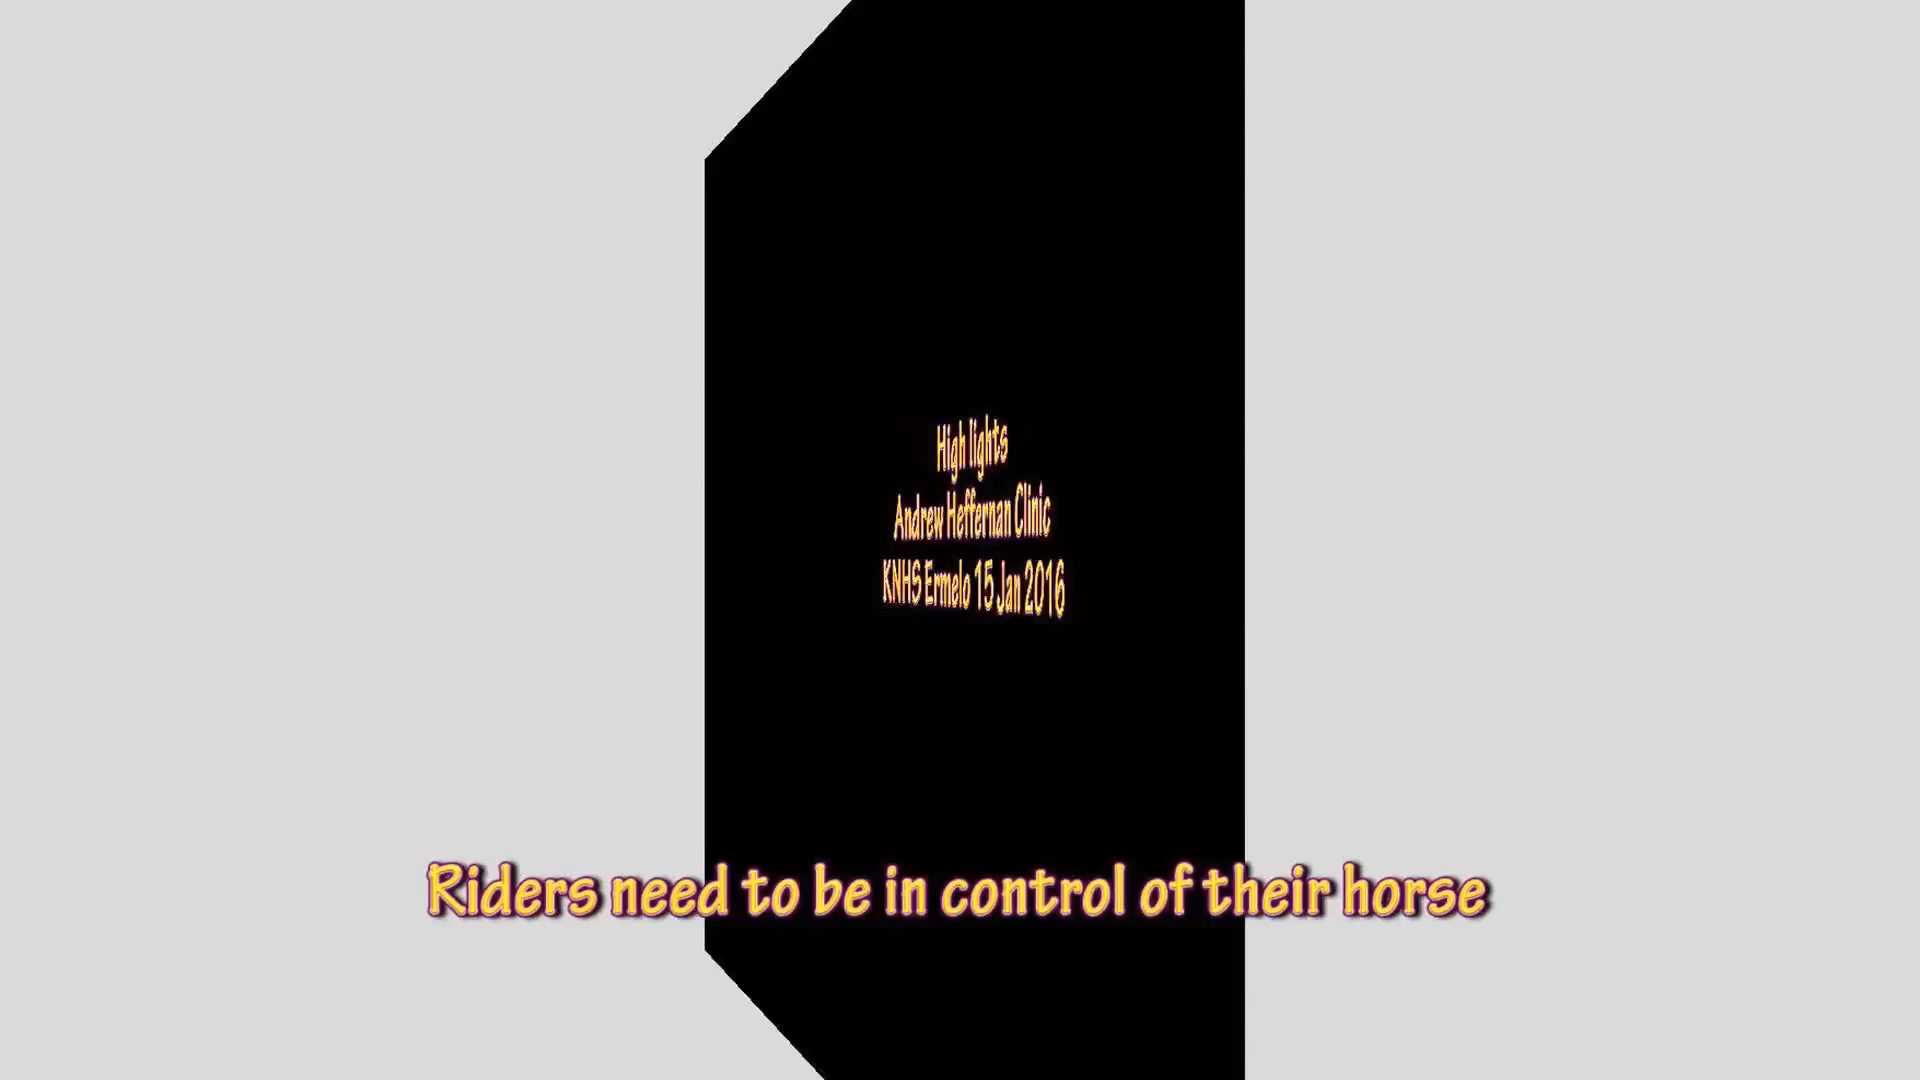 High lights
Andrew Heffernan Clinic
KNHS Ermelo 15 Jan 2016
Riders need to be in control of their horse